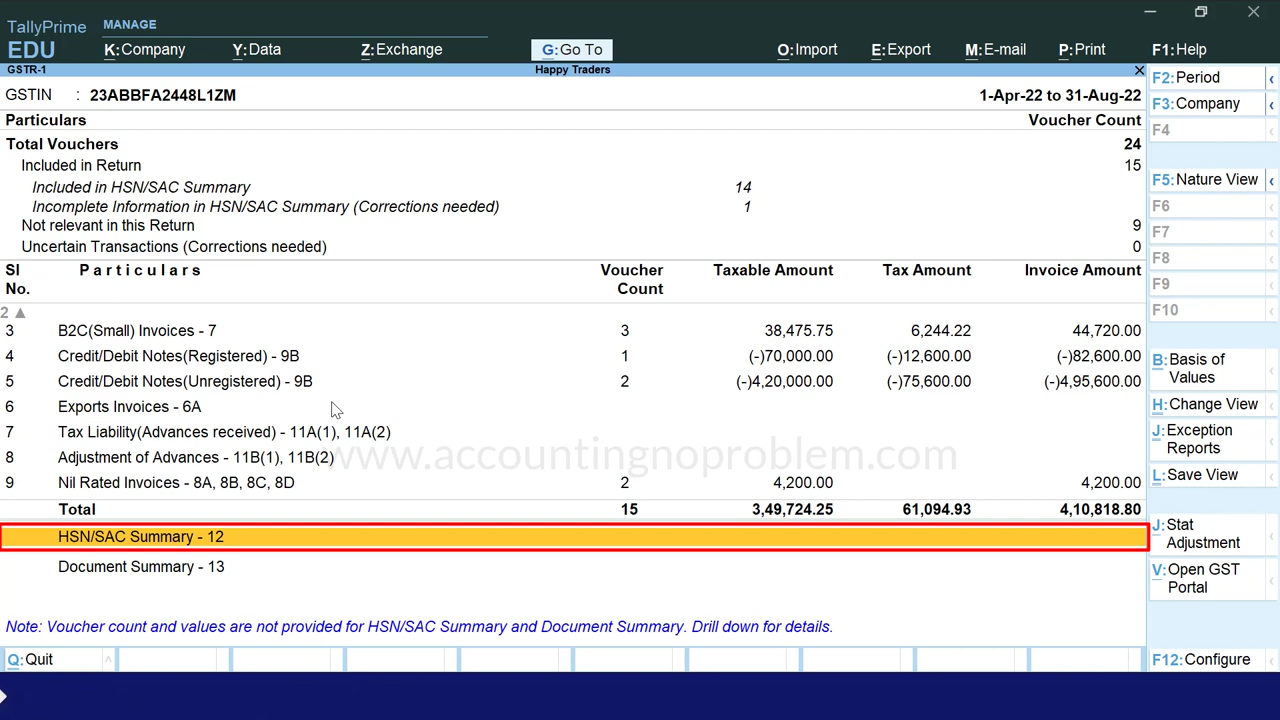 TallyPrime
EDU
MANAGE
K:Company Y:Data Z:Exchange G:Go To O:Import E:Export M:E-mail P:Print F1:Help
GSTR-1 Happy Traders
GSTIN : 23ABBFA2448L1ZM 1-Apr-22 to 31-Aug-22
Particulars Voucher Count
Total Vouchers 24
Included in Return 15
Included in HSN/SAC Summary 14
Incomplete Information in HSN/SAC Summary (Corrections needed) 1
Not relevant in this Return 9
Uncertain Transactions (Corrections needed) 0
Sl Particulars Voucher Taxable Amount Tax Amount Invoice Amount
No. Count
2 ▲
3 B2C(Small) Invoices - 7 3 38,475.75 6,244.22 44,720.00
4 Credit/Debit Notes(Registered) - 9B 1 (-)70,000.00 (-)12,600.00 (-)82,600.00
5 Credit/Debit Notes(Unregistered) - 9B 2 (-)4,20,000.00 (-)75,600.00 (-)4,95,600.00
6 Exports Invoices - 6A
7 Tax Liability(Advances received) - 11A(1), 11A(2)
8 Adjustment of Advances - 11B(1), 11B(2)
www.accountingnoproblem.com
9 Nil Rated Invoices - 8A, 8B, 8C, 8D 2 4,200.00 4,200.00
Total 15 3,49,724.25 61,094.93 4,10,818.80
HSN/SAC Summary - 12
Document Summary - 13
Note: Voucher count and values are not provided for HSN/SAC Summary and Document Summary. Drill down for details.
Q:Quit
F2:Period
F3:Company
F4
F5:Nature View
F6
F7
F8
F9
F10
B:Basis of
Values
H:Change View
J:Exception
Reports
L:Save View
J:Stat
Adjustment
V:Open GST
Portal
F12:Configure